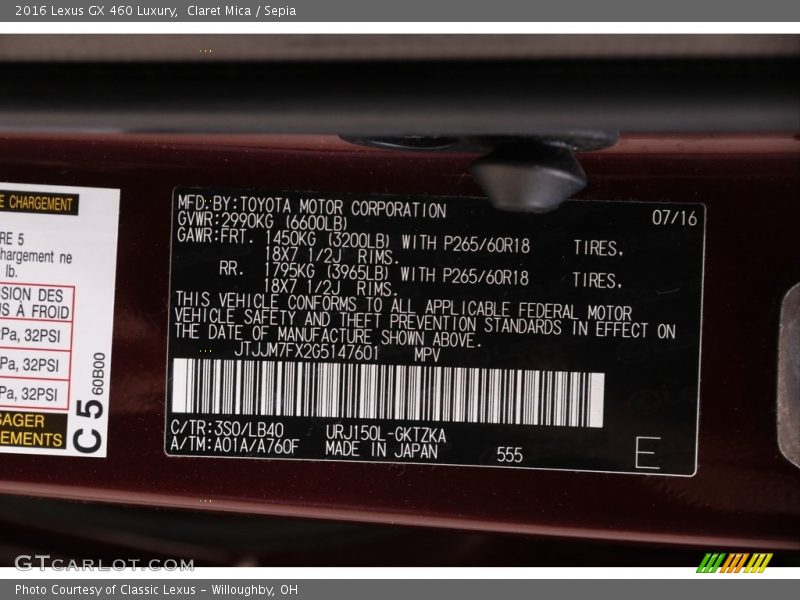 2016 Lexus GX 460 Luxury, Claret Mica / Sepia
E CHARGEMENT
RE 5
hargement ne
lb.
SION DES
S À FROID
Pa, 32PSI
Pa, 32PSI
Pa, 32PSI
SAGER
EMENTS
C5 60B00
MFD.BY:TOYOTA MOTOR CORPORATION 07/16
GVWR:2990KG (6600LB)
GAWR:FRT. 1450KG (3200LB) WITH P265/60R18 TIRES,
18X7 1/2J RIMS.
RR. 1795KG (3965LB) WITH P265/60R18 TIRES,
18X7 1/2J RIMS.
THIS VEHICLE CONFORMS TO ALL APPLICABLE FEDERAL MOTOR
VEHICLE SAFETY AND THEFT PREVENTION STANDARDS IN EFFECT ON
THE DATE OF MANUFACTURE SHOWN ABOVE.
JTJJM7FX2G5147601 MPV
C/TR:3S0/LB40 URJ150L-GKTZKA
A/TM:A01A/A760F MADE IN JAPAN 555 E
GTCARLOT.COM
Photo Courtesy of Classic Lexus - Willoughby, OH